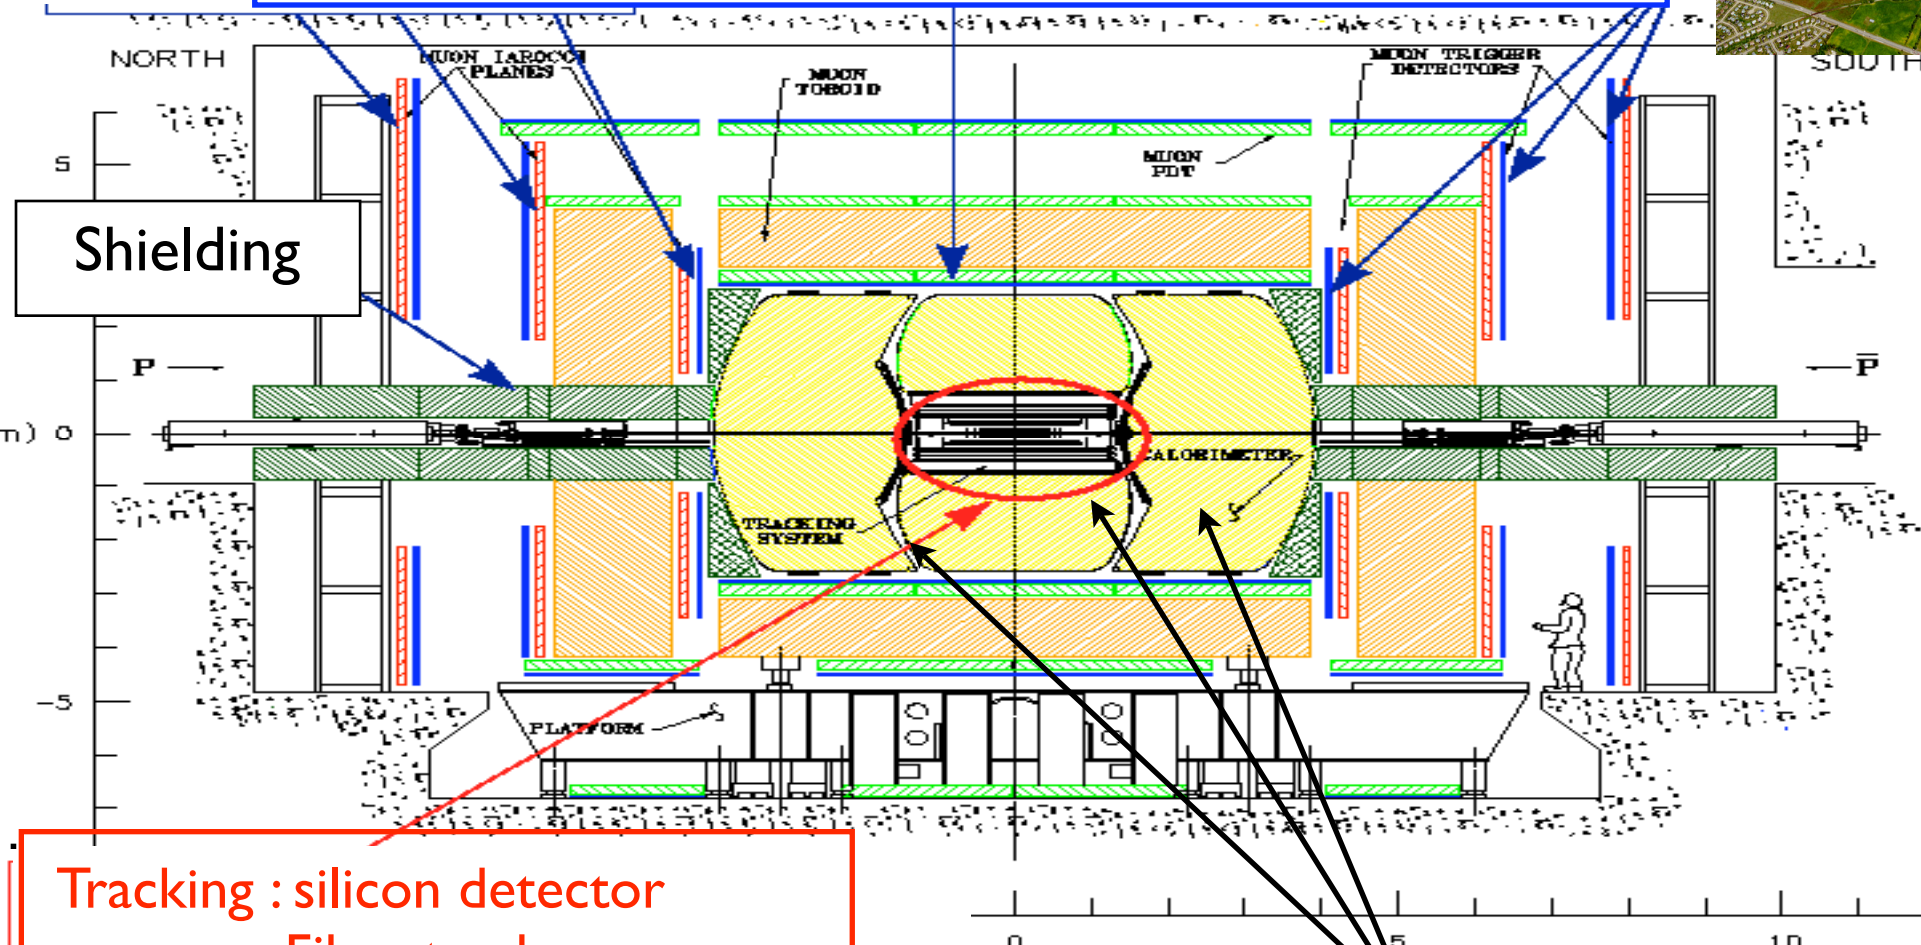 NORTH
MUON IAROCCI
PLANES
MUON
TOROID
MUON TRIGGER
DETECTORS
SOUTH
5
MUON
PDT
Shielding
P
P̅
m) 0
CALORIMETER
TRACKING
SYSTEM
-5
PLATFORM
Tracking : silicon detector
0
5
10